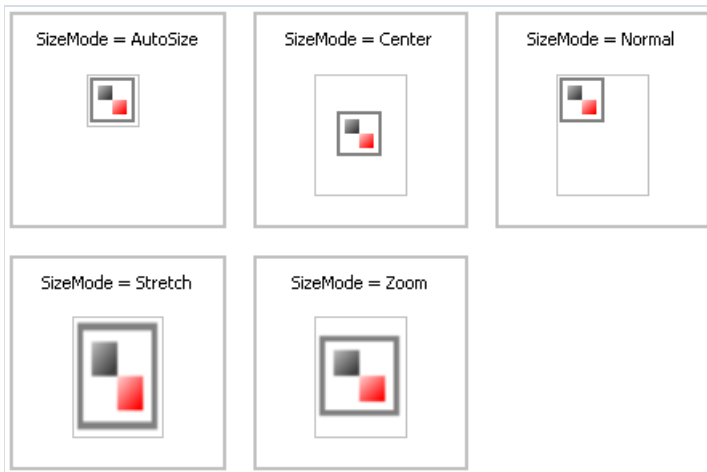 SizeMode = AutoSize
SizeMode = Center
SizeMode = Normal
SizeMode = Stretch
SizeMode = Zoom